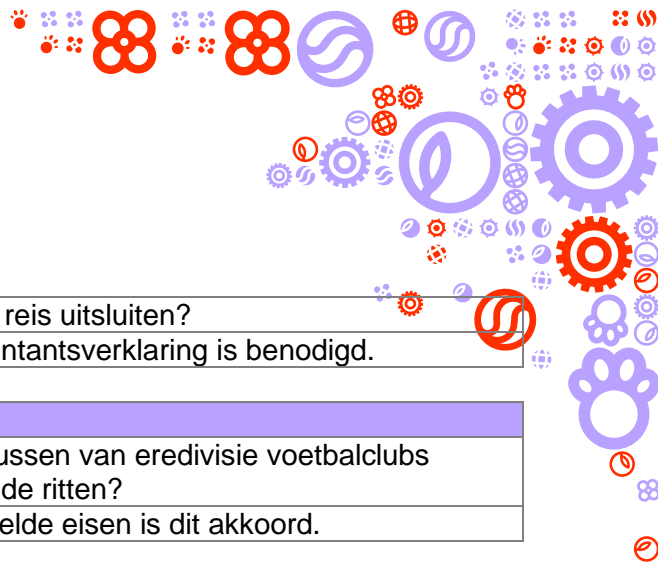 reis uitsluiten?
ntantsverklaring is benodigd.
ussen van eredivisie voetbalclubs
de ritten?
elde eisen is dit akkoord.